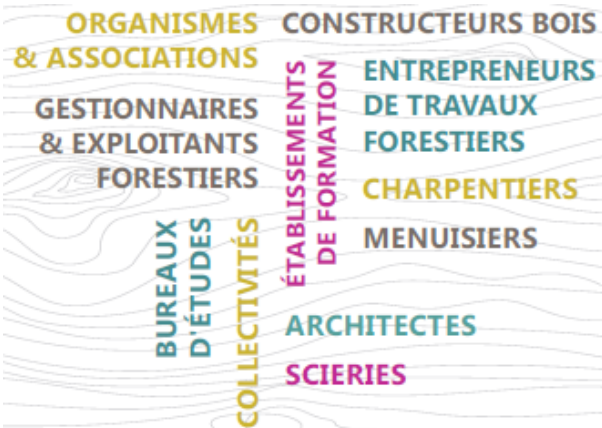 ORGANISMES
& ASSOCIATIONS
CONSTRUCTEURS BOIS
GESTIONNAIRES
& EXPLOITANTS
FORESTIERS
ÉTABLISSEMENTS
DE FORMATION
ENTREPRENEURS
DE TRAVAUX
FORESTIERS
CHARPENTIERS
MENUISIERS
BUREAUX
D'ÉTUDES
COLLECTIVITÉS
ARCHITECTES
SCIERIES